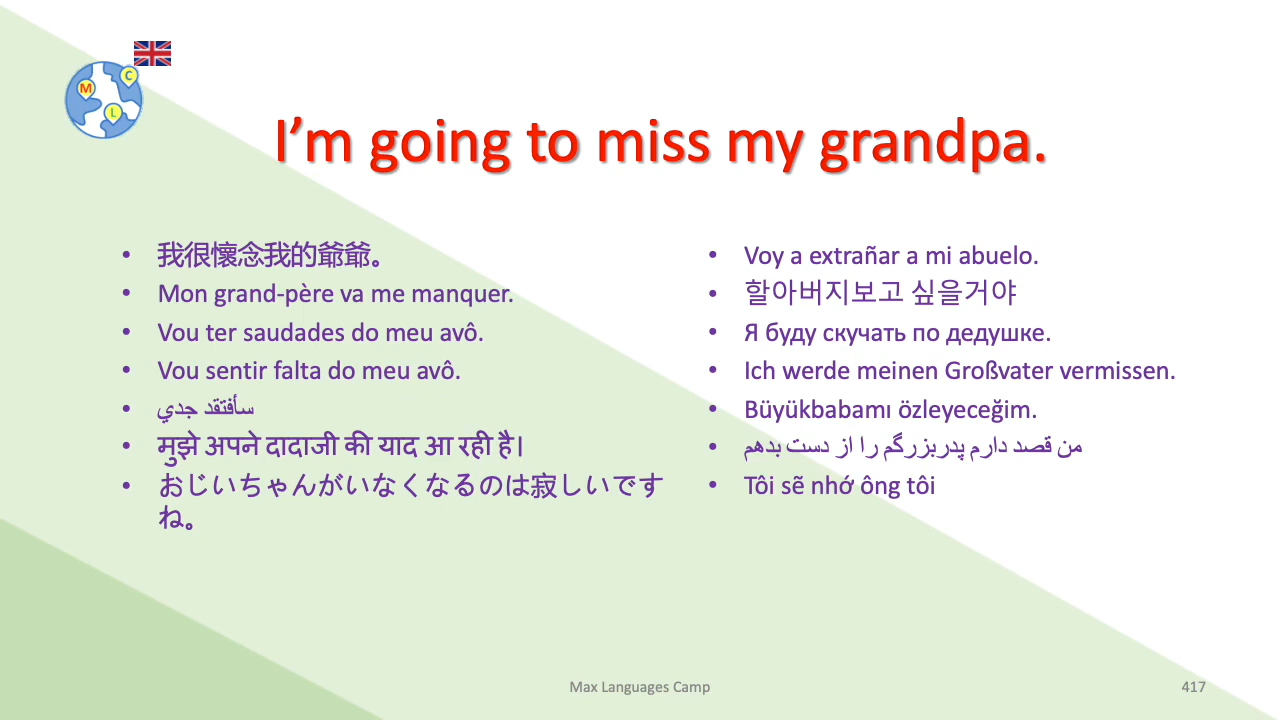 M
C
L
I’m going to miss my grandpa.
我很懷念我的爺爺。
Mon grand-père va me manquer.
Vou ter saudades do meu avô.
Vou sentir falta do meu avô.
سأفتقد جدي
मुझे अपने दादाजी की याद आ रही है।
おじいちゃんがいなくなるのは寂しいです
ね。
Voy a extrañar a mi abuelo.
할아버지보고 싶을거야
Я буду скучать по дедушке.
Ich werde meinen Großvater vermissen.
Büyükbabamı özleyeceğim.
من قصد دارم پدربزرگم را از دست بدهم
Tôi sẽ nhớ ông tôi
Max Languages Camp
417